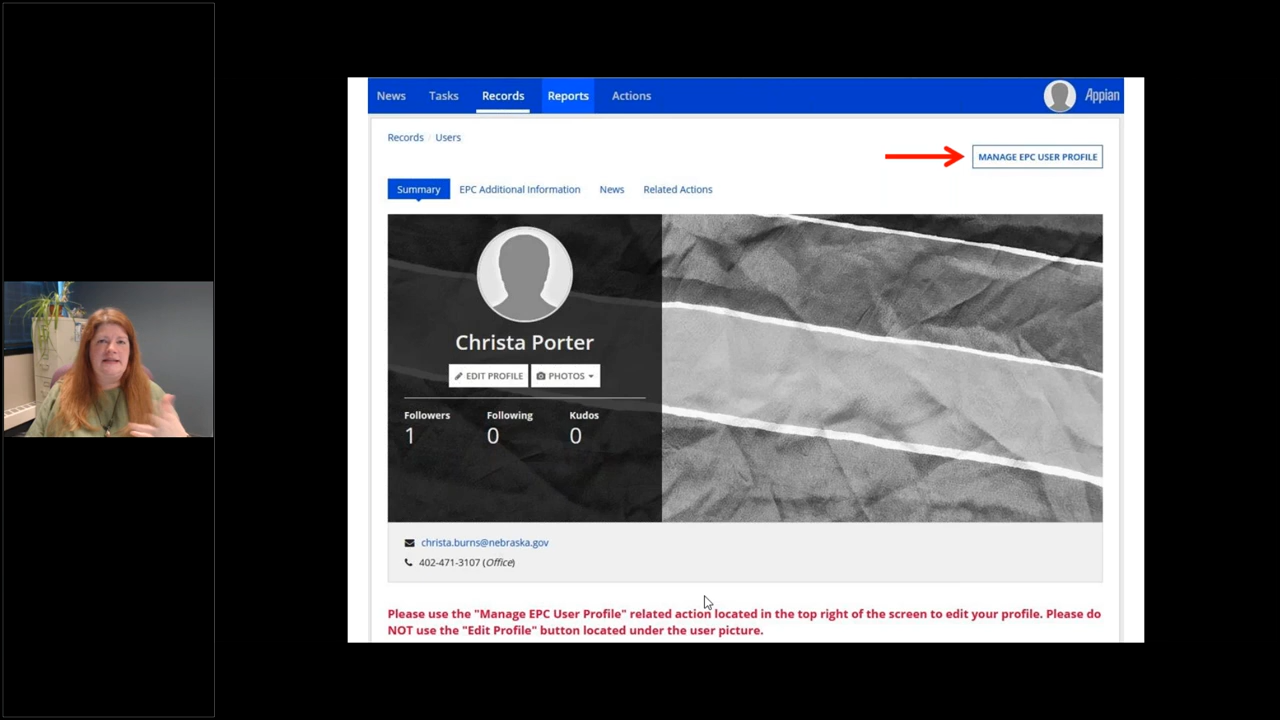 News Tasks Records Reports Actions Appian
Records / Users
MANAGE EPC USER PROFILE
Summary EPC Additional Information News Related Actions
Christa Porter
EDIT PROFILE PHOTOS
Followers Following Kudos
1 0 0
christa.burns@nebraska.gov
402-471-3107 (Office)
Please use the "Manage EPC User Profile" related action located in the top right of the screen to edit your profile. Please do
NOT use the "Edit Profile" button located under the user picture.